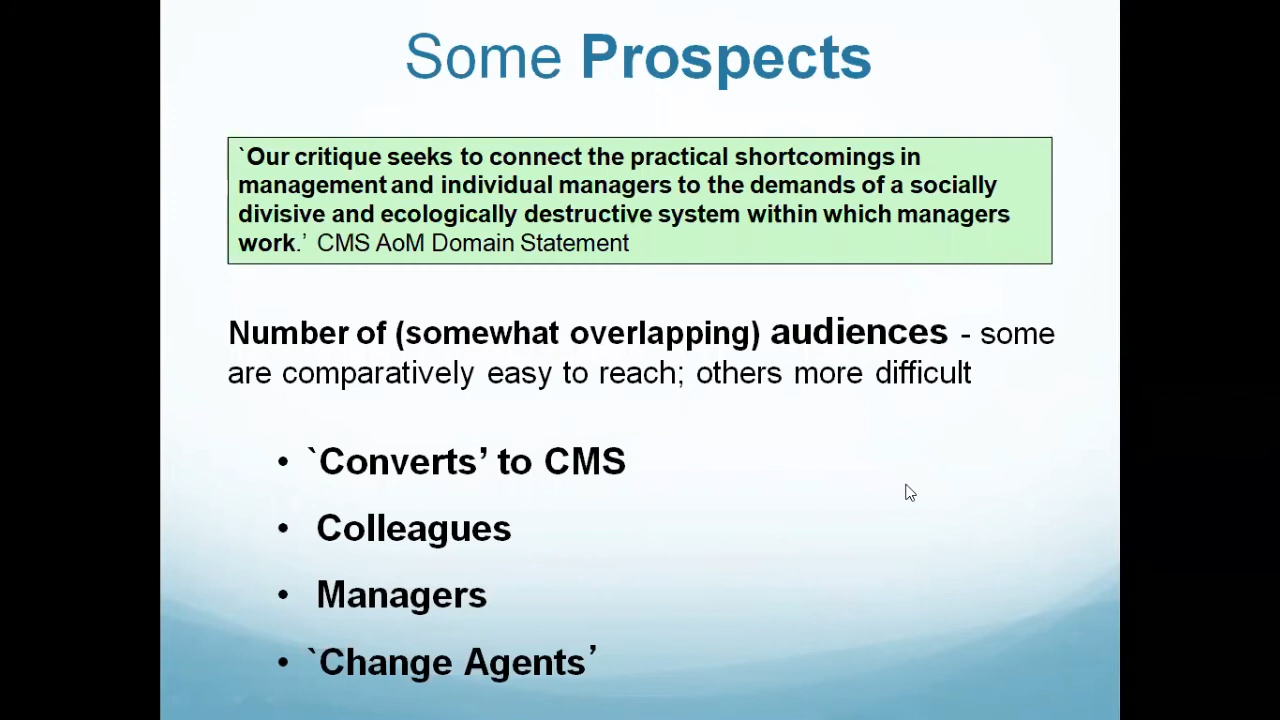 Some Prospects
`Our critique seeks to connect the practical shortcomings in
management and individual managers to the demands of a socially
divisive and ecologically destructive system within which managers
work.’ CMS AoM Domain Statement
Number of (somewhat overlapping) audiences - some
are comparatively easy to reach; others more difficult
• `Converts’ to CMS
• Colleagues
• Managers
• `Change Agents’